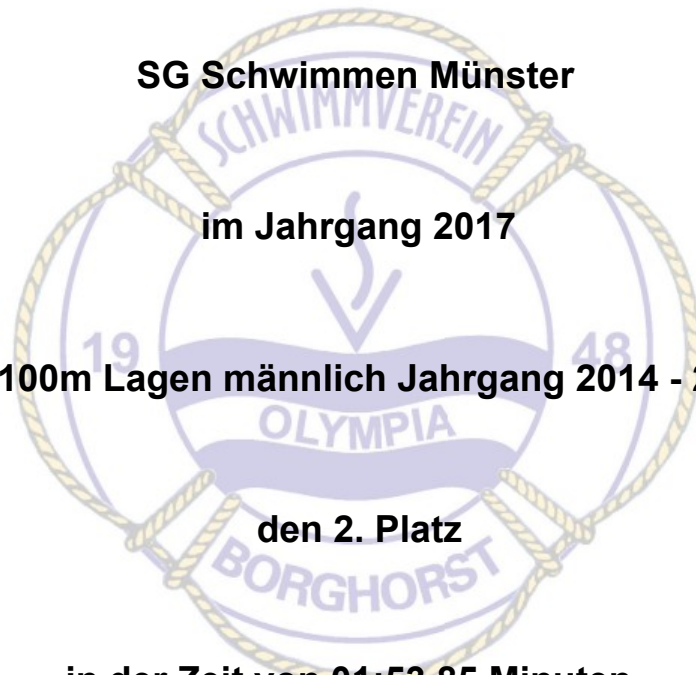 SG Schwimmen Münster
SCHWIMMVEREIN
im Jahrgang 2017
19 48
100m Lagen männlich Jahrgang 2014 -
OLYMPIA
den 2. Platz
BORGHORST
in der Zeit von 01:53,85 Minuten